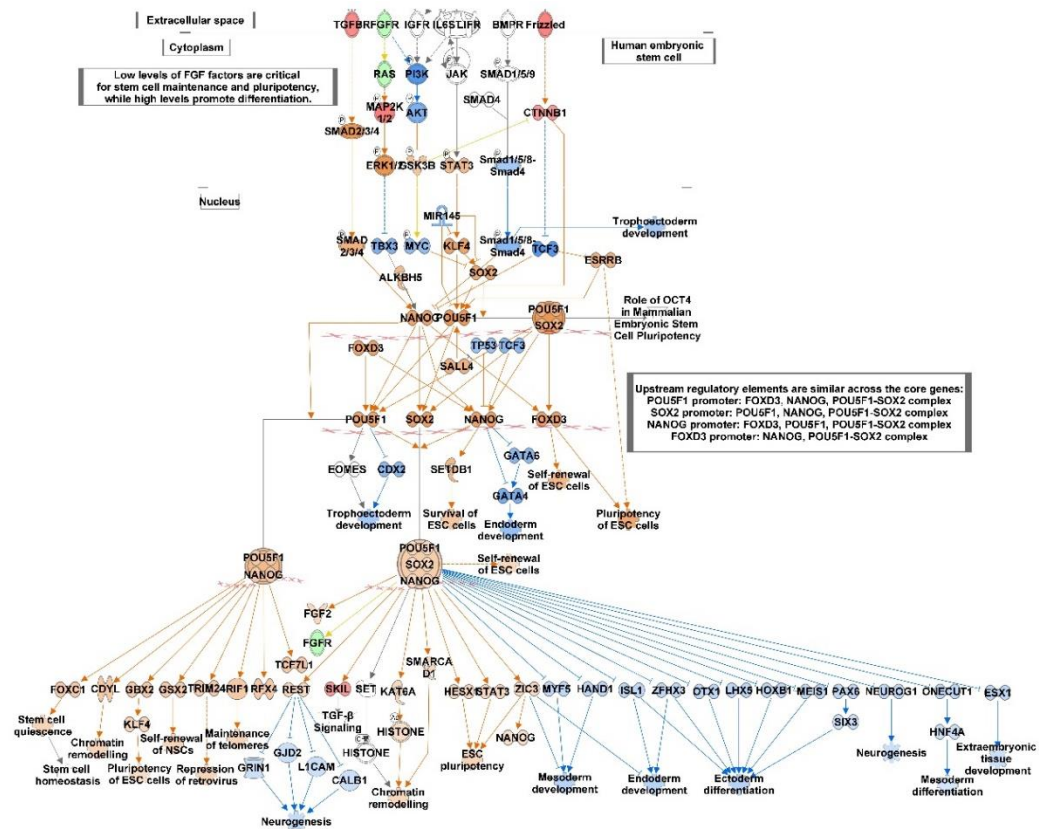 Extracellular space
TGFBR FGFR IGFR IL6ST LIFR BMPR Frizzled
Cytoplasm
Human embryonic
stem cell
Low levels of FGF factors are critical
for stem cell maintenance and pluripotency,
while high levels promote differentiation.
RAS PI3K JAK SMAD1/5/9
MAP2K
1/2
AKT SMAD4 CTNNB1
SMAD2/3/4
ERK1/2 GSK3B STAT3 Smad1/5/8-
Smad4
Nucleus
MIR145
Trophoectoderm
development
SMAD
2/3/4
TBX3 MYC KLF4 Smad1/5/8-
Smad4
TCF3 ESRRB
SOX2
ALKBH5
NANOG POU5F1 POU5F1
SOX2
Role of OCT4
in Mammalian
Embryonic Stem
Cell Pluripotency
FOXD3 TP53 TCF3
SALL4
Upstream regulatory elements are similar across the core genes:
POU5F1 promoter: FOXD3, NANOG, POU5F1-SOX2 complex
SOX2 promoter: POU5F1, NANOG, POU5F1-SOX2 complex
NANOG promoter: FOXD3, POU5F1, POU5F1-SOX2 complex
FOXD3 promoter: NANOG, POU5F1-SOX2 complex
POU5F1 SOX2 NANOG FOXD3
EOMES CDX2 SETDB1 GATA6
GATA4
Self-renewal
of ESC cells
Trophoectoderm
development
Survival of
ESC cells
Endoderm
development
Pluripotency
of ESC cells
POU5F1
NANOG
POU5F1
SOX2
NANOG
Self-renewal
of ESC cells
FGF2
FGFR
TCF7L1
SMARCA
D1
FOXC1 CDYL GBX2 GSX2 TRIM24 RIF1 RFX4 REST SKIL SET KAT6A HESX1 STAT3 ZIC3 MYF5 HAND1 ISL1 ZFHX3 OTX1 LHX5 HOXB1 MEIS1 PAX6 NEUROG1 ONECUT1 ESX1
Stem cell
quiescence
KLF4
TGF-β
Signaling
HISTONE
NANOG
SIX3
HNF4A
Chromatin
remodelling
Self-renewal
of NSCs
Maintenance
of telomeres
GJD2
HISTONE
ESC
pluripotency
Neurogenesis
Extraembryonic
tissue
development
Stem cell
homeostasis
Pluripotency
of ESC cells
Repression
of retrovirus
GRIN1 L1CAM
CALB1
Chromatin
remodelling
Mesoderm
development
Endoderm
development
Ectoderm
differentiation
Mesoderm
differentiation
Neurogenesis